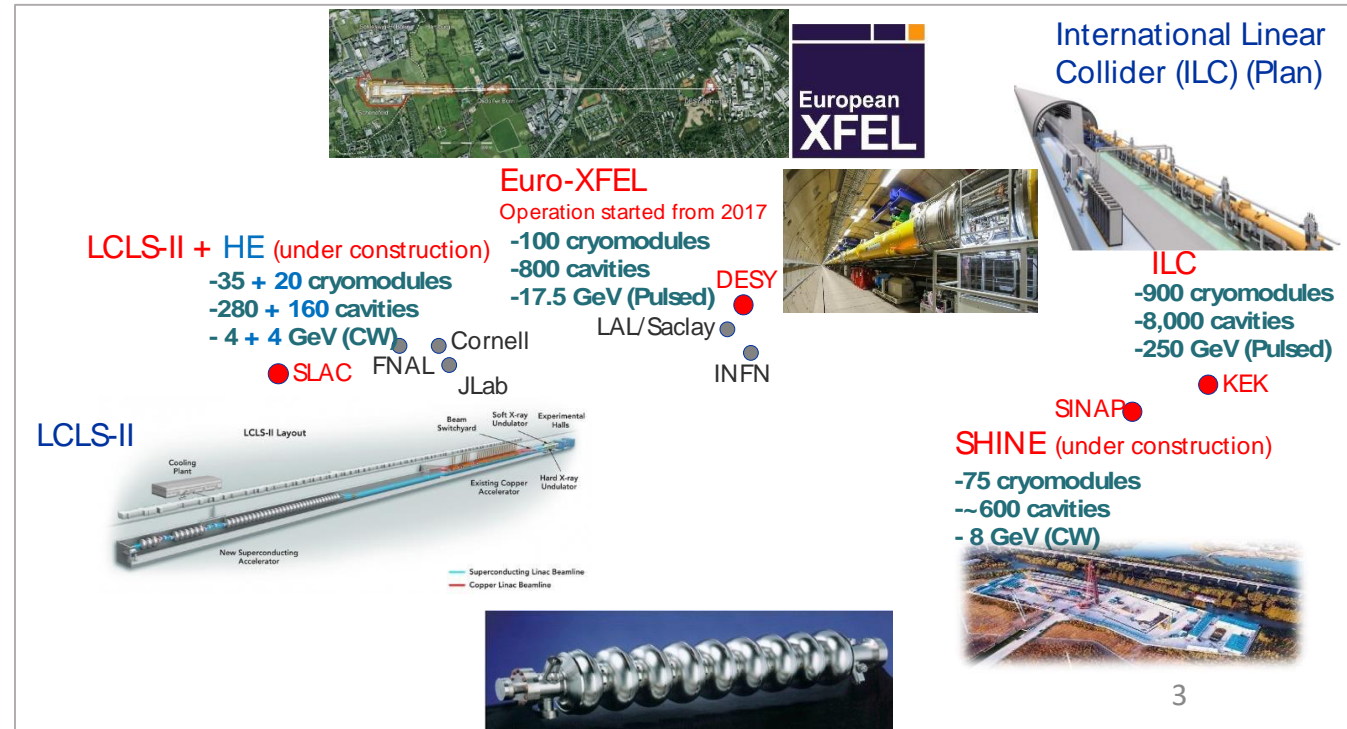 European
XFEL
International Linear
Collider (ILC) (Plan)
Euro-XFEL
Operation started from 2017
-100 cryomodules
-800 cavities
-17.5 GeV (Pulsed)
DESY
LAL/Saclay
INFN
LCLS-II + HE (under construction)
-35 + 20 cryomodules
-280 + 160 cavities
- 4 + 4 GeV (CW)
Cornell
FNAL
JLab
SLAC
ILC
-900 cryomodules
-8,000 cavities
-250 GeV (Pulsed)
KEK
SINAP
SHINE (under construction)
-75 cryomodules
-~600 cavities
- 8 GeV (CW)
LCLS-II
LCLS-II Layout
Cooling
Plant
Beam
Switchyard
Soft X-ray
Undulator
Experimental
Halls
Existing Copper
Accelerator
Hard X-ray
Undulator
New Superconducting
Accelerator
Superconducting Linac Beamline
Copper Linac Beamline
3